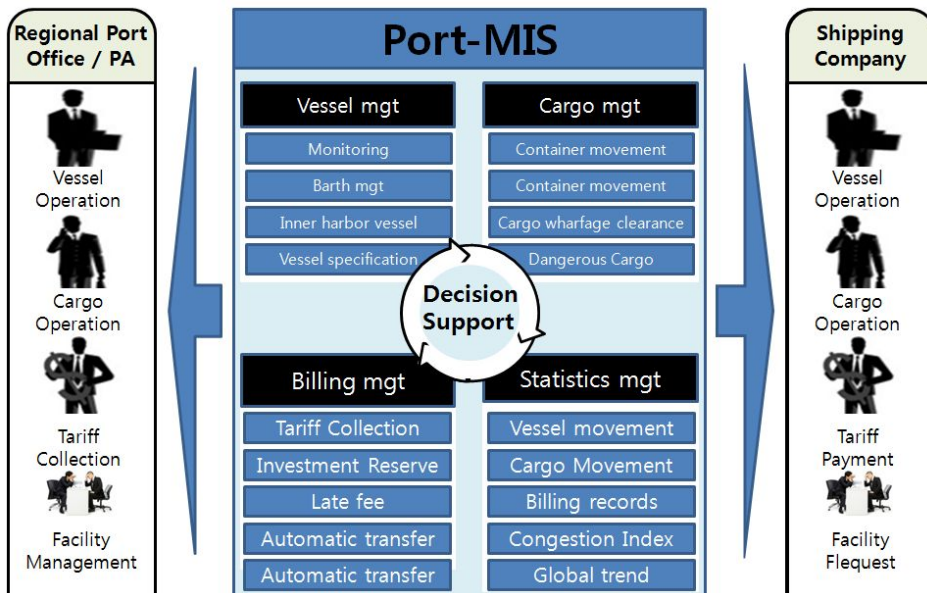 Regional Port
Office / PA
Vessel
Operation
Cargo
Operation
Tariff
Collection
Facility
Management
Port-MIS
Vessel mgt
Monitoring
Barth mgt
Inner harbor vessel
Vessel specification
Cargo mgt
Container movement
Container movement
Cargo wharfage clearance
Dangerous Cargo
Decision
Support
Billing mgt
Tariff Collection
Investment Reserve
Late fee
Automatic transfer
Automatic transfer
Statistics mgt
Vessel movement
Cargo Movement
Billing records
Congestion Index
Global trend
Shipping
Company
Vessel
Operation
Cargo
Operation
Tariff
Payment
Facility
Flequest